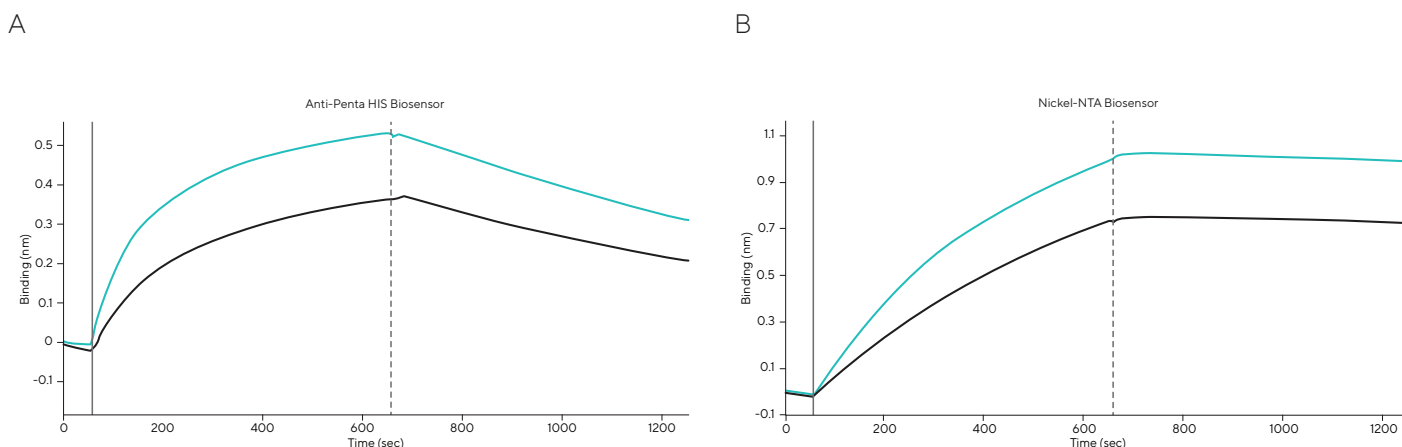 A
Anti-Penta HIS Biosensor
Binding (nm)
0.5
0.4
0.3
0.2
0.1
0
-0.1
0 200 400 600 800 1000 1200
Time (sec)
B
Nickel-NTA Biosensor
Binding (nm)
1.1
0.9
0.7
0.5
0.3
0.1
-0.1
0 200 400 600 800 1000 1200
Time (sec)